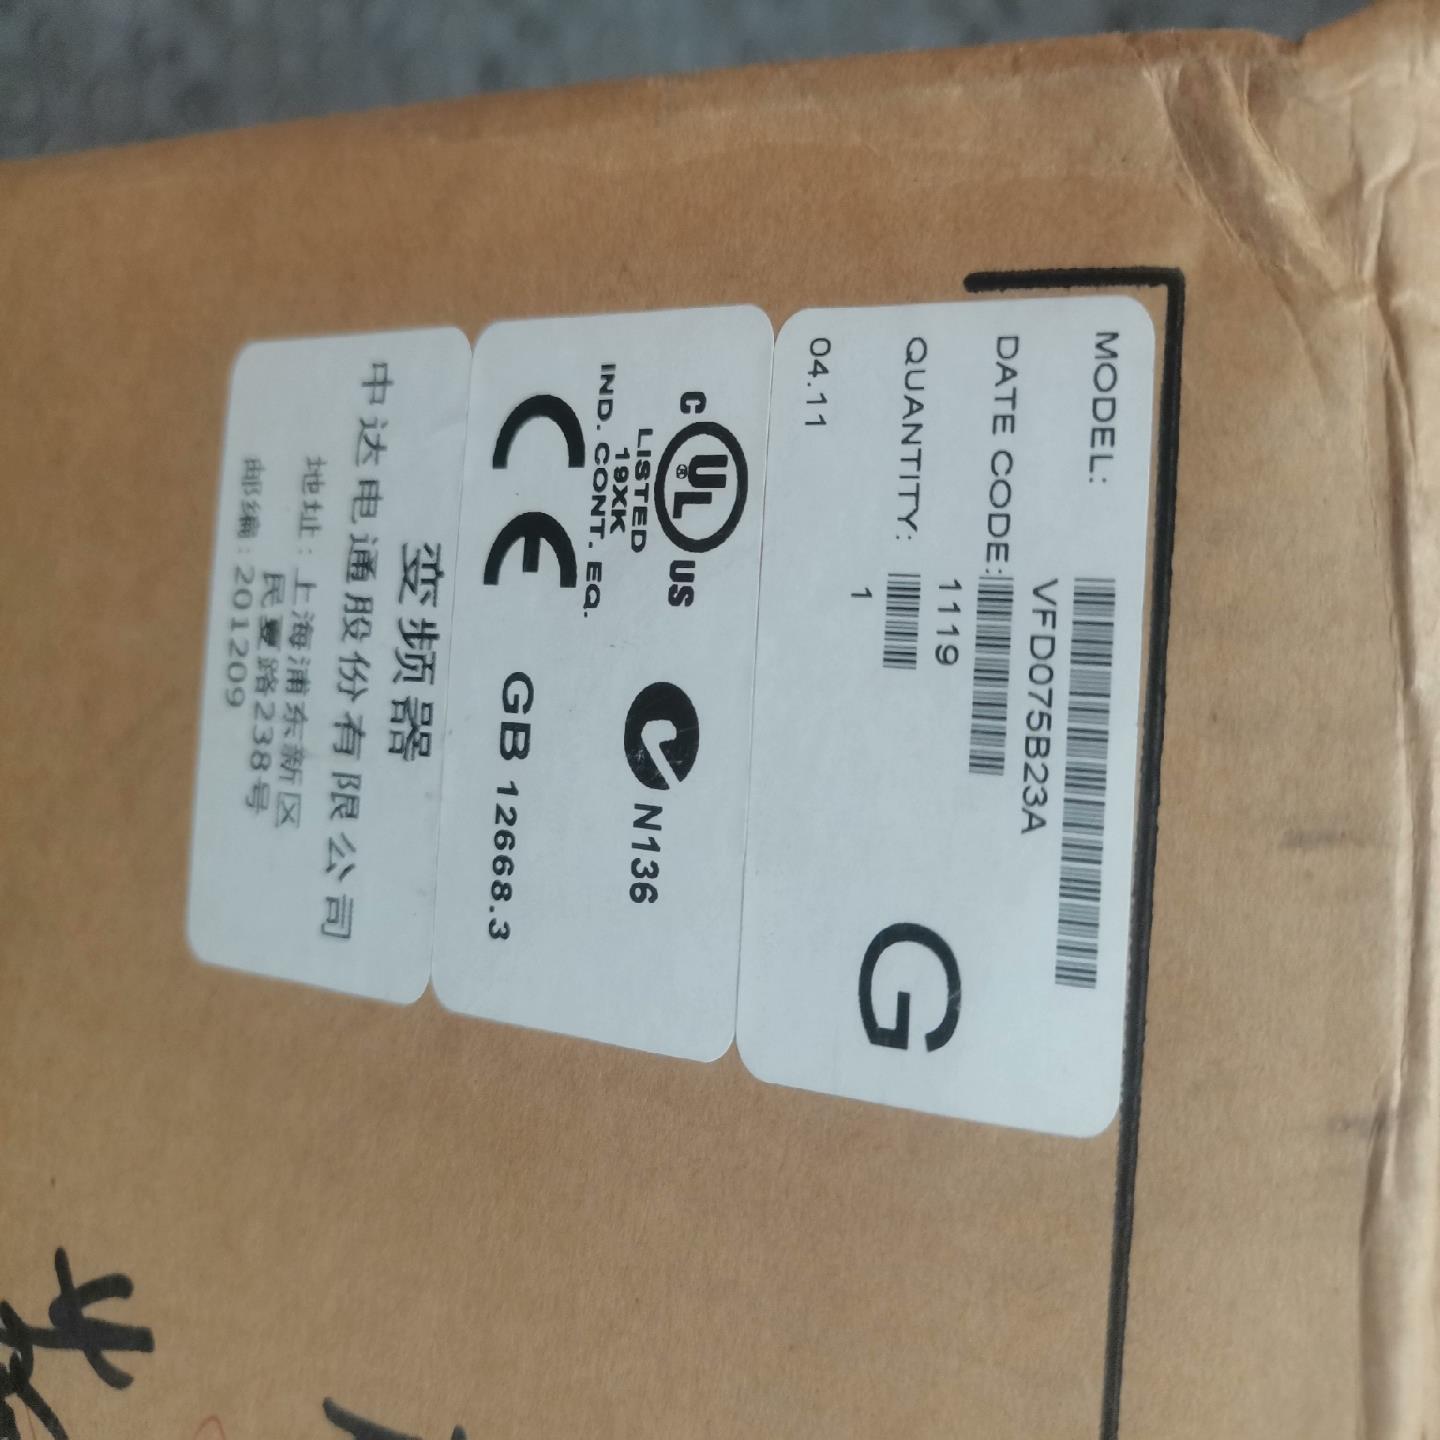 MODEL:
VFD075B23A
DATE CODE:
1119
QUANTITY:
1
04.11
G
C UL ® US
LISTED
19XK
IND. CONT. EQ.
N136
CE
GB 12668.3
变频器
中达电通股份有限公司
地址: 上海浦东新区
民夏路238号
邮编: 201209